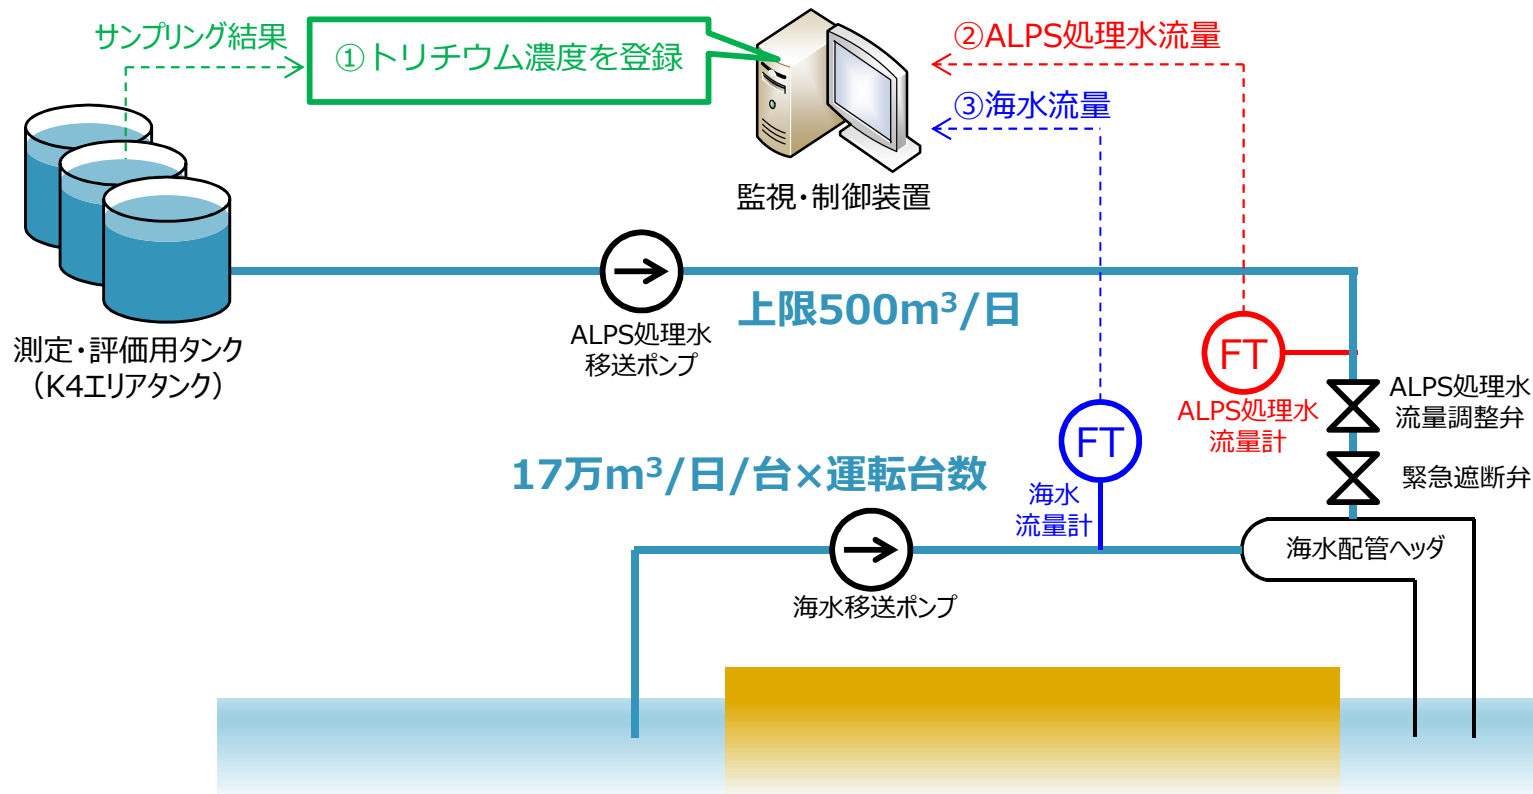 サンプリング結果
①トリチウム濃度を登録
②ALPS処理水流量
③海水流量
監視・制御装置
上限500m³/日
ALPS処理水
移送ポンプ
測定・評価用タンク
（K4エリアタンク）
FT
ALPS処理水
流量計
ALPS処理水
流量調整弁
FT
海水
流量計
17万m³/日/台×運転台数
緊急遮断弁
海水配管ヘッダ
海水移送ポンプ